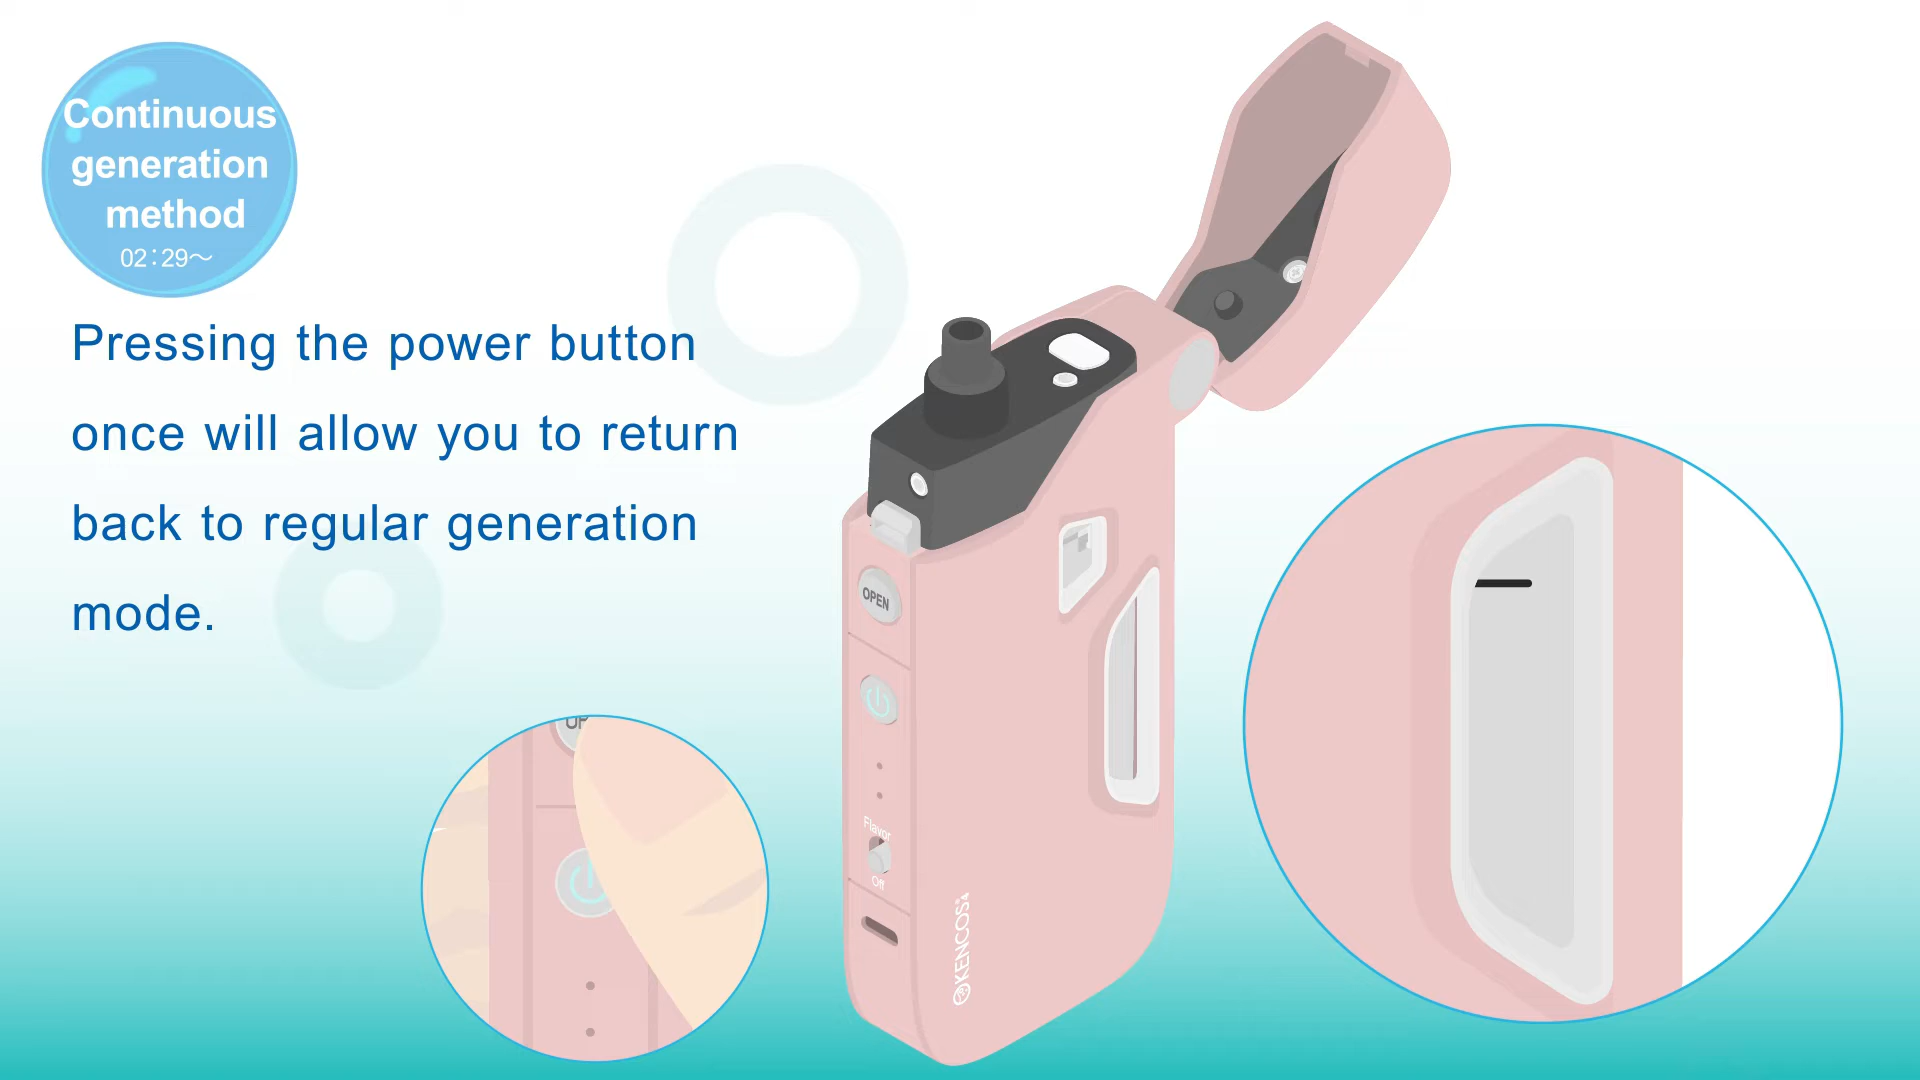 Continuous
generation
method
02:29～
Pressing the power button
once will allow you to return
back to regular generation
mode.
OPEN
Flavor
Off
KENCOS